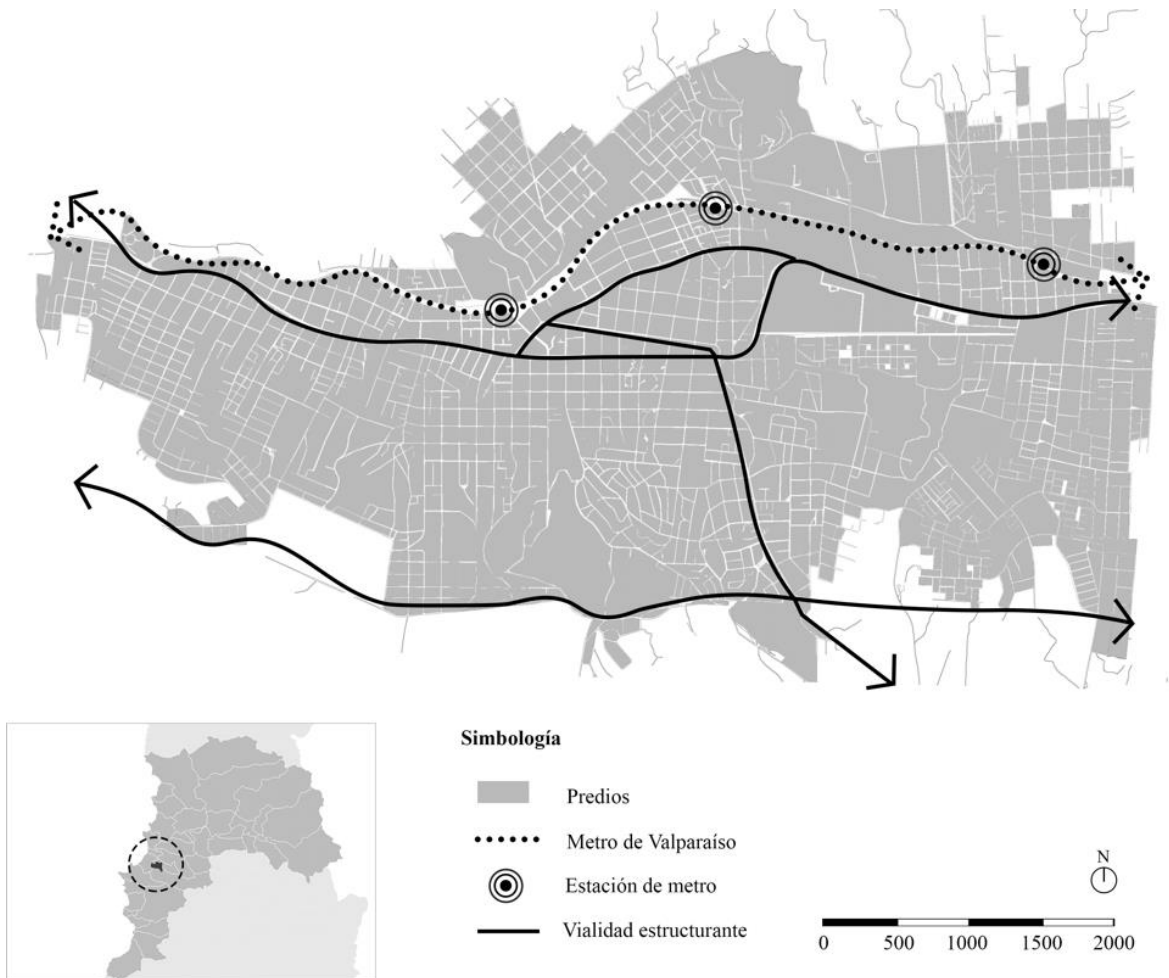 Simbología
Predios
Metro de Valparaíso
Estación de metro
Vialidad estructurante
N
0 500 1000 1500 2000